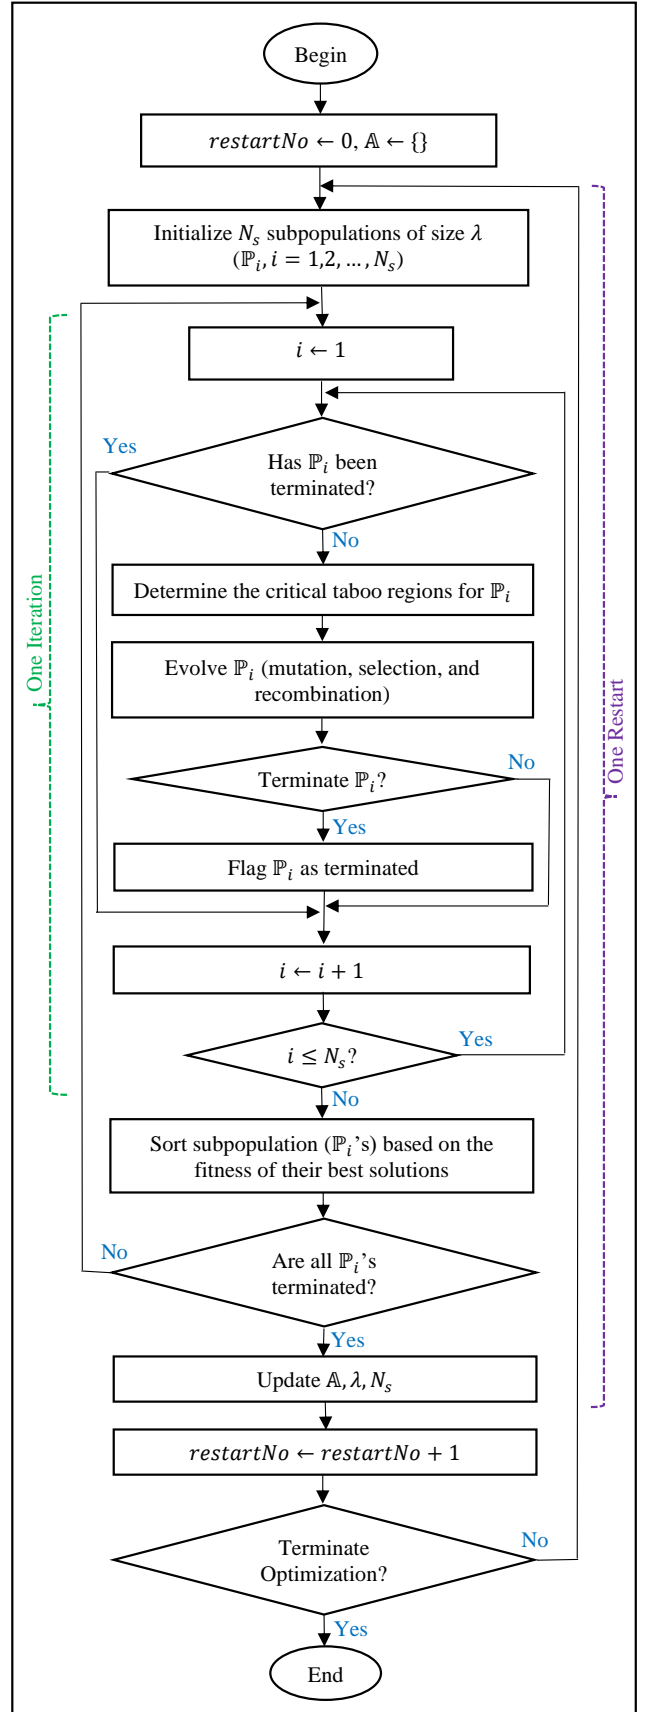 Begin
restartNo ← 0, 𝔸 ← {}
Initialize N_s subpopulations of size λ
(ℙ_i, i = 1,2, … , N_s)
i ← 1
Yes
Has ℙ_i been
terminated?
No
Determine the critical taboo regions for ℙ_i
Evolve ℙ_i (mutation, selection, and
recombination)
One Iteration
One Restart
No
Terminate ℙ_i?
Yes
Flag ℙ_i as terminated
i ← i + 1
i ≤ N_s?
Yes
No
Sort subpopulation (ℙ_i's) based on the
fitness of their best solutions
No
Are all ℙ_i's
terminated?
Yes
Update 𝔸, λ, N_s
restartNo ← restartNo + 1
Terminate
Optimization?
No
Yes
End